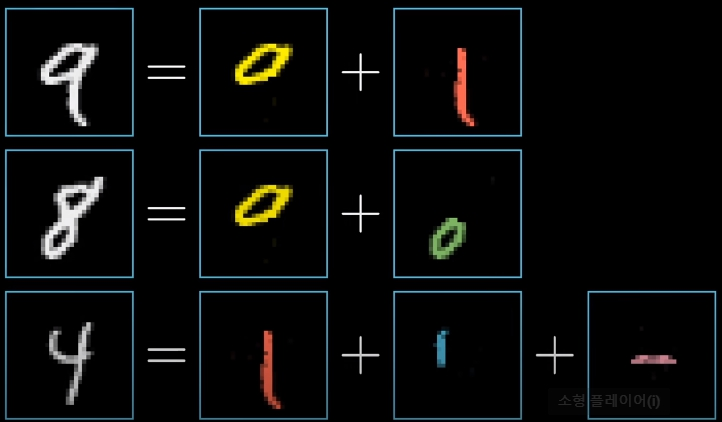 9 = +
8 = +
4 = + +
소형 플레이어(i)